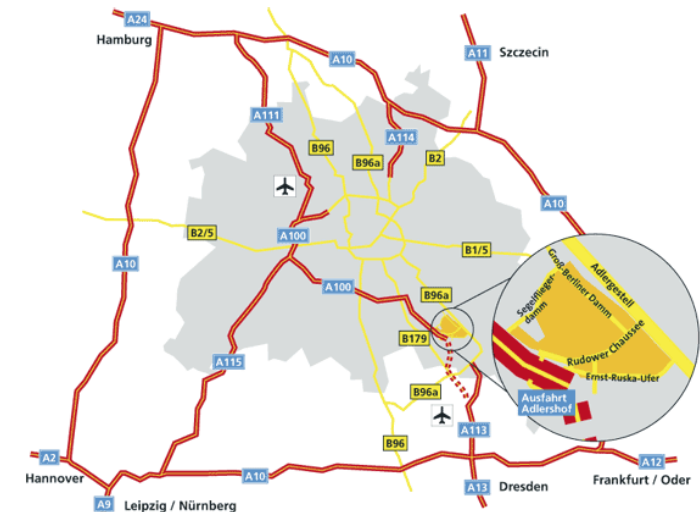 A24
Hamburg
A10
A11
Szczecin
A111
A114
B96
B96a
B2
A10
B2/5
A100
B1/5
A10
A100
B96a
B179
A115
B96a
B96
A113
Adlergestell
Groß-Berliner Damm
Segelflieger-
damm
Rudower Chaussee
Ernst-Ruska-Ufer
Ausfahrt
Adlershof
A2
Hannover
A9
Leipzig / Nürnberg
A10
A13
Dresden
A12
Frankfurt / Oder